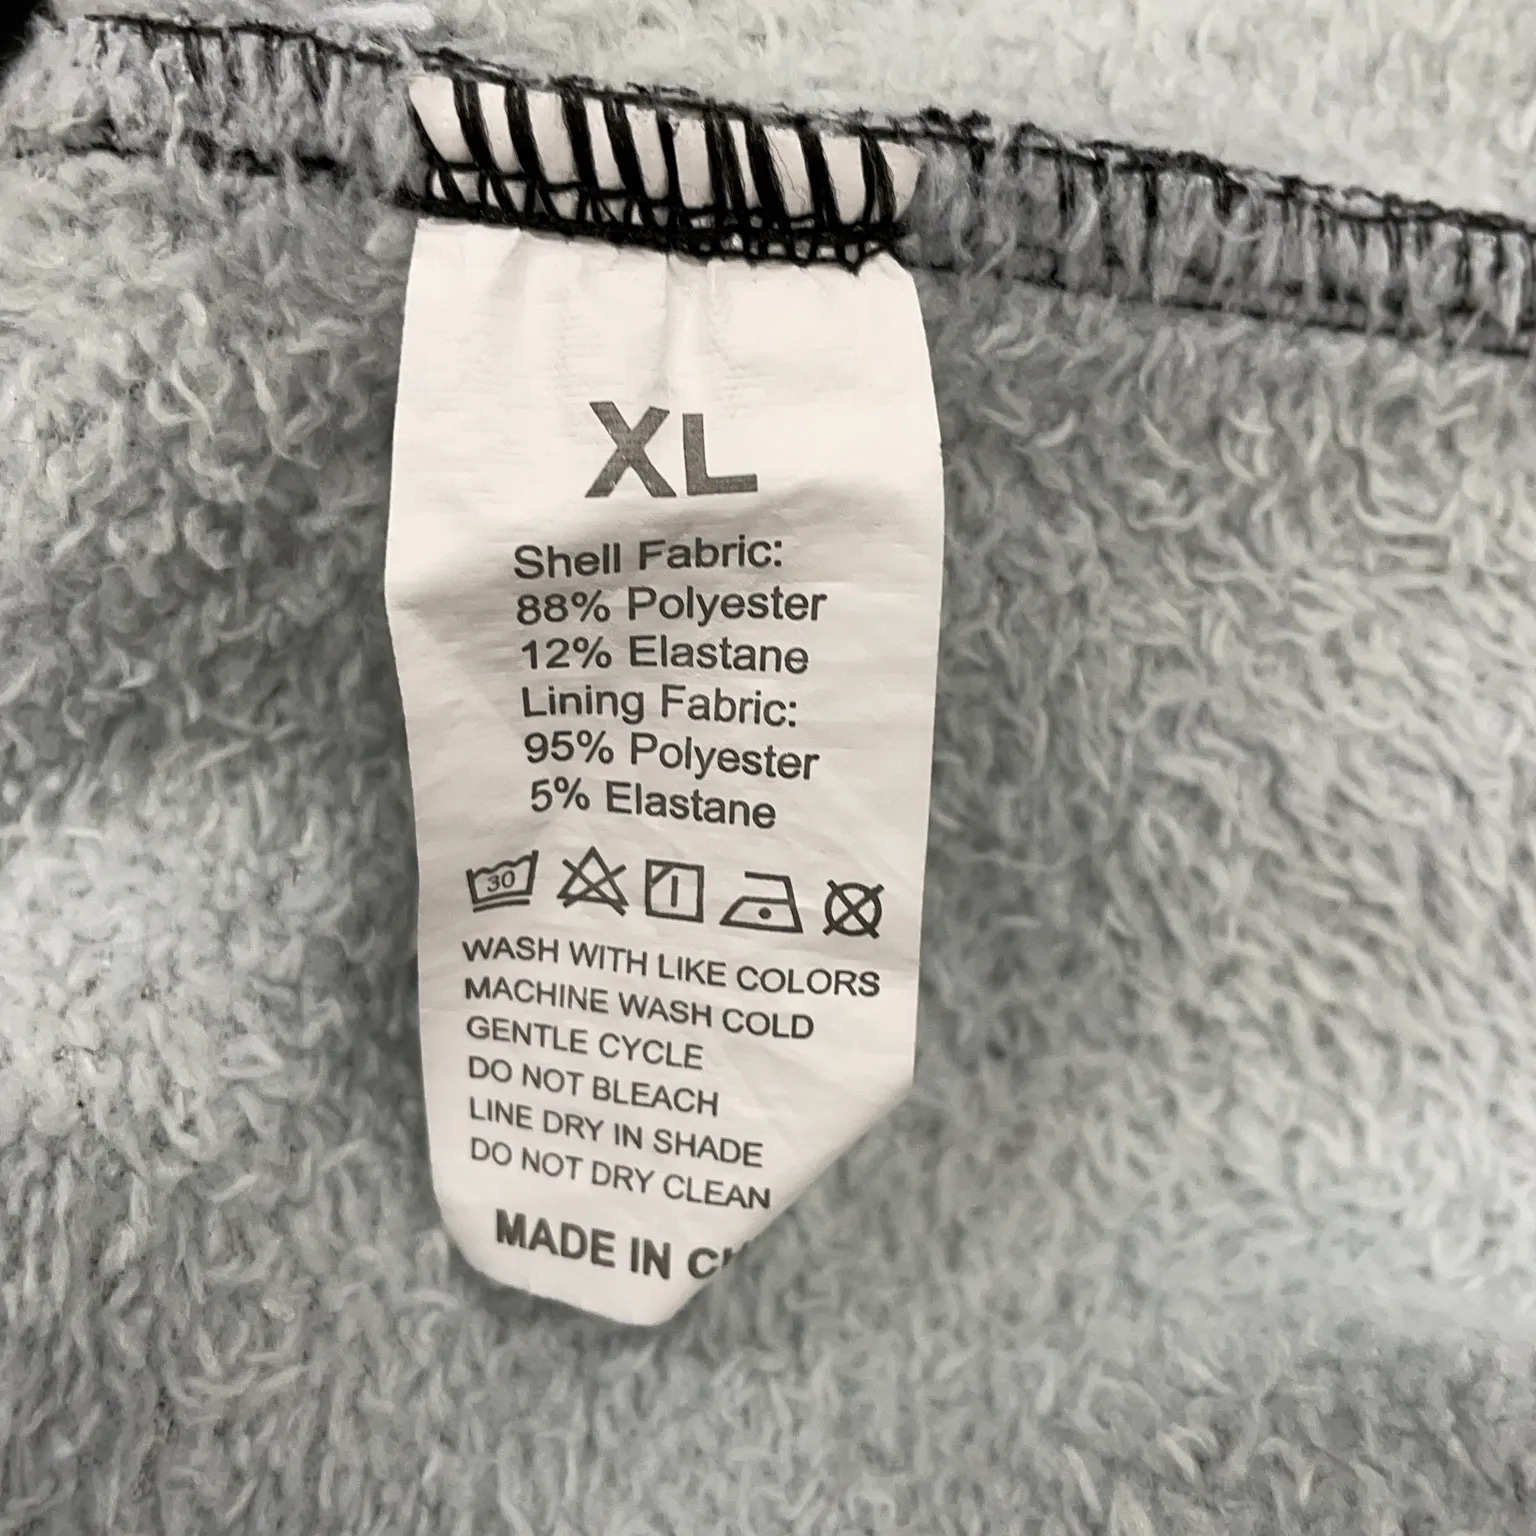 XL
Shell Fabric:
88% Polyester
12% Elastane
Lining Fabric:
95% Polyester
5% Elastane
30
WASH WITH LIKE COLORS
MACHINE WASH COLD
GENTLE CYCLE
DO NOT BLEACH
LINE DRY IN SHADE
DO NOT DRY CLEAN
MADE IN